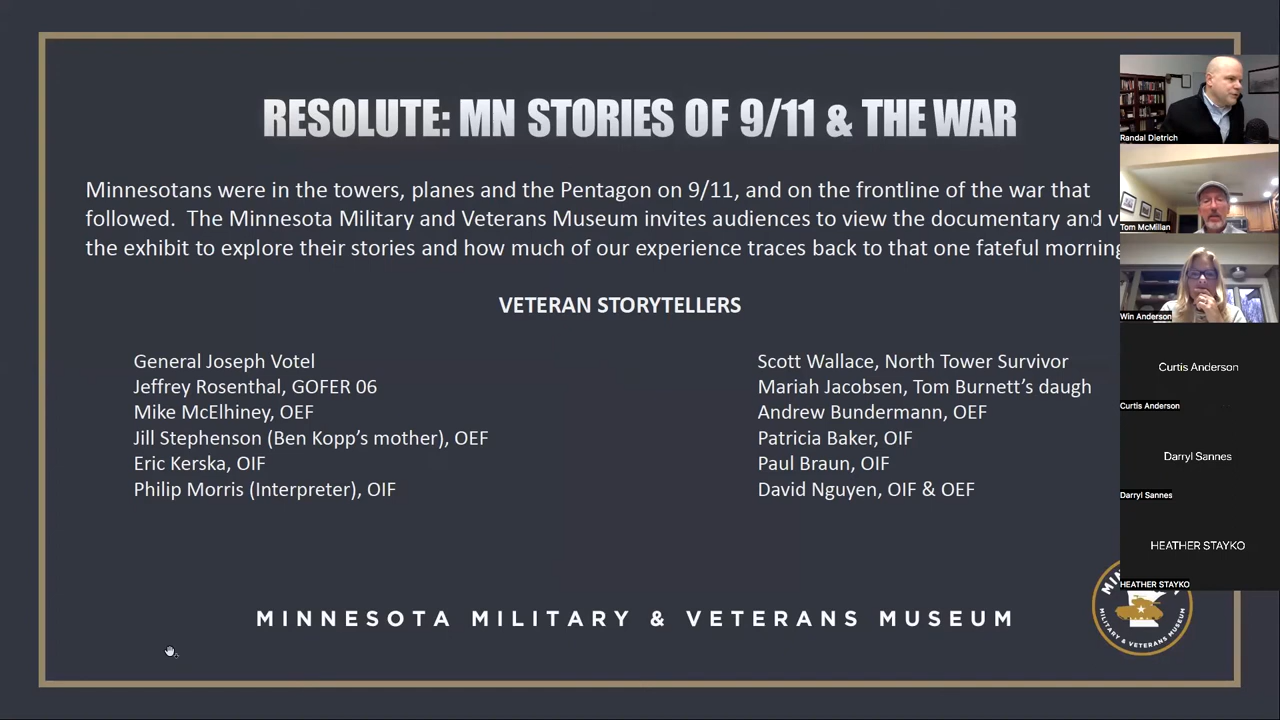 RESOLUTE: MN STORIES OF 9/11 & THE WAR
Minnesotans were in the towers, planes and the Pentagon on 9/11, and on the frontline of the war that
followed. The Minnesota Military and Veterans Museum invites audiences to view the documentary and v
the exhibit to explore their stories and how much of our experience traces back to that one fateful morning
VETERAN STORYTELLERS
General Joseph Votel
Jeffrey Rosenthal, GOFER 06
Mike McElhiney, OEF
Jill Stephenson (Ben Kopp's mother), OEF
Eric Kerska, OIF
Philip Morris (Interpreter), OIF
Scott Wallace, North Tower Survivor
Mariah Jacobsen, Tom Burnett's daugh
Andrew Bundermann, OEF
Patricia Baker, OIF
Paul Braun, OIF
David Nguyen, OIF & OEF
MINNESOTA MILITARY & VETERANS MUSEUM
MILITARY & VETERANS MUSEUM
Randal Dietrich
Tom McMillan
Win Anderson
Curtis Anderson
Curtis Anderson
Darryl Sannes
Darryl Sannes
HEATHER STAYKO
HEATHER STAYKO